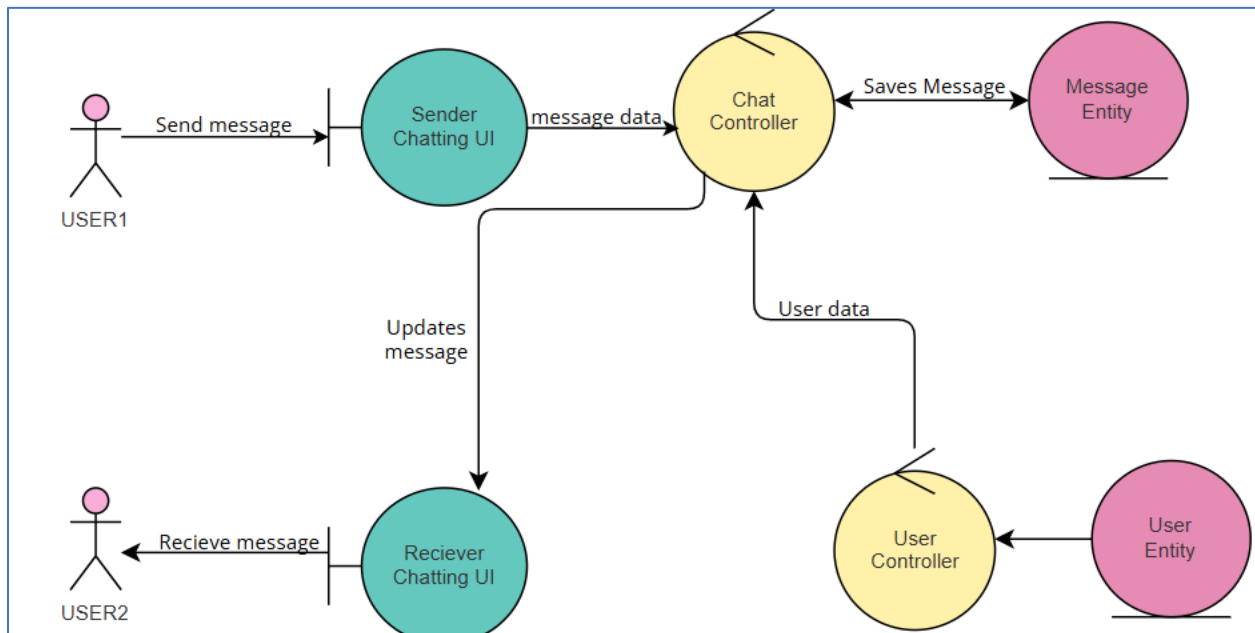 Send message
USER1
Sender
Chatting UI
message data
Chat
Controller
Saves Message
Message
Entity
Updates
message
User data
Recieve message
USER2
Reciever
Chatting UI
User
Controller
User
Entity